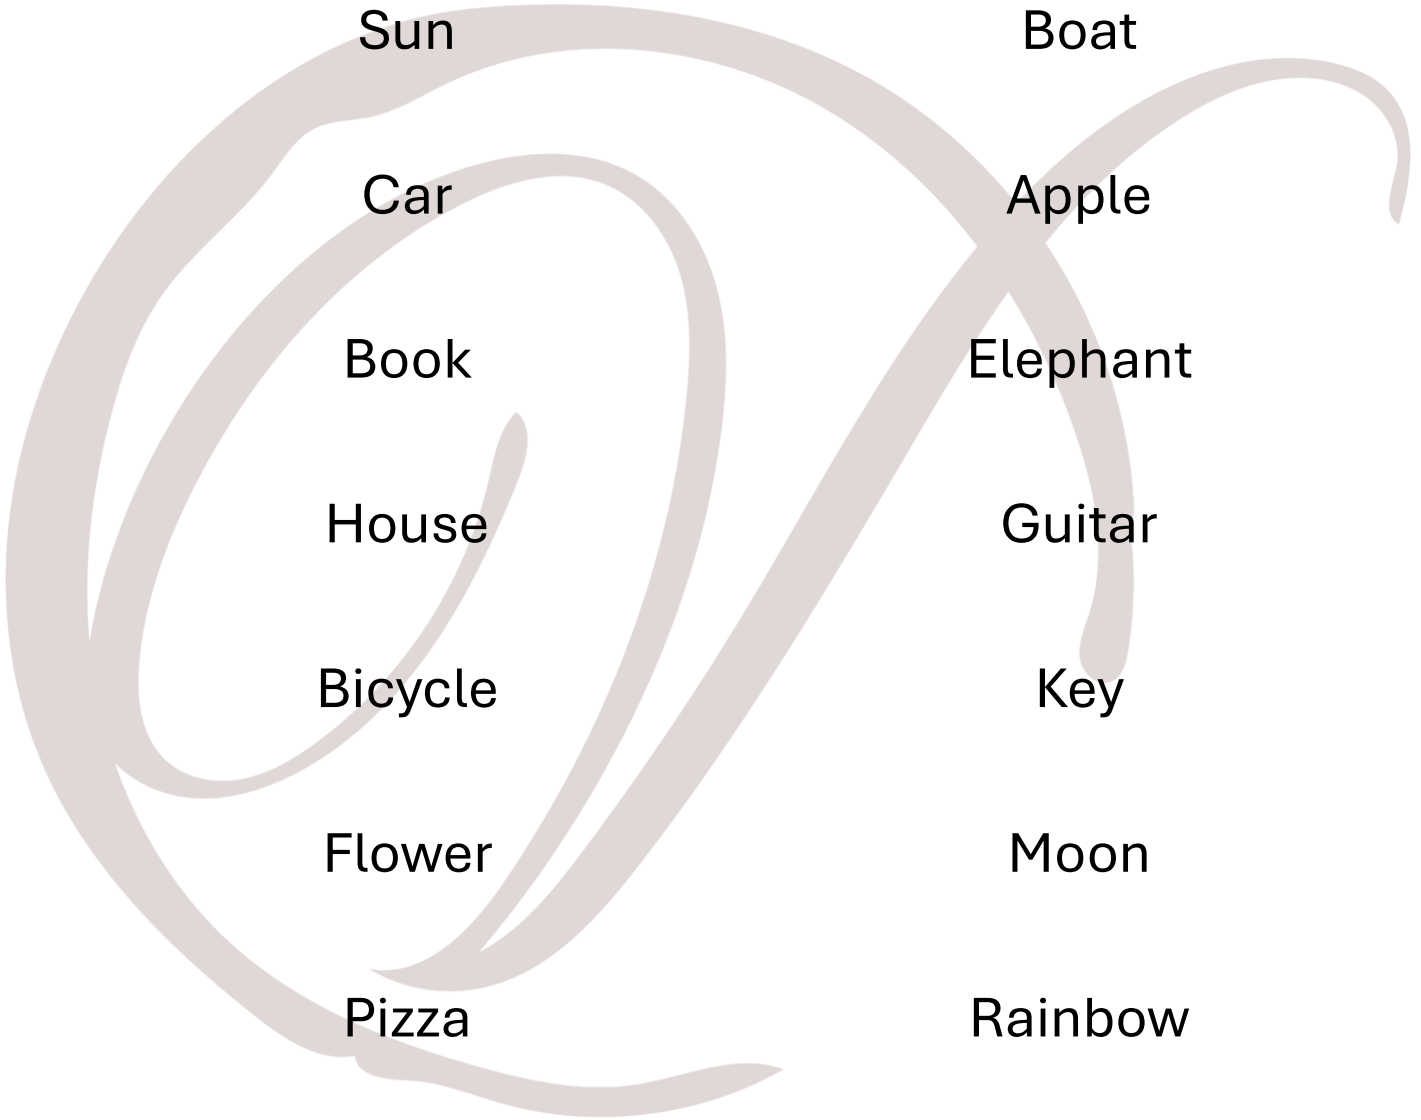 Sun Boat
Car Apple
Book Elephant
House Guitar
Bicycle Key
Flower Moon
Pizza Rainbow